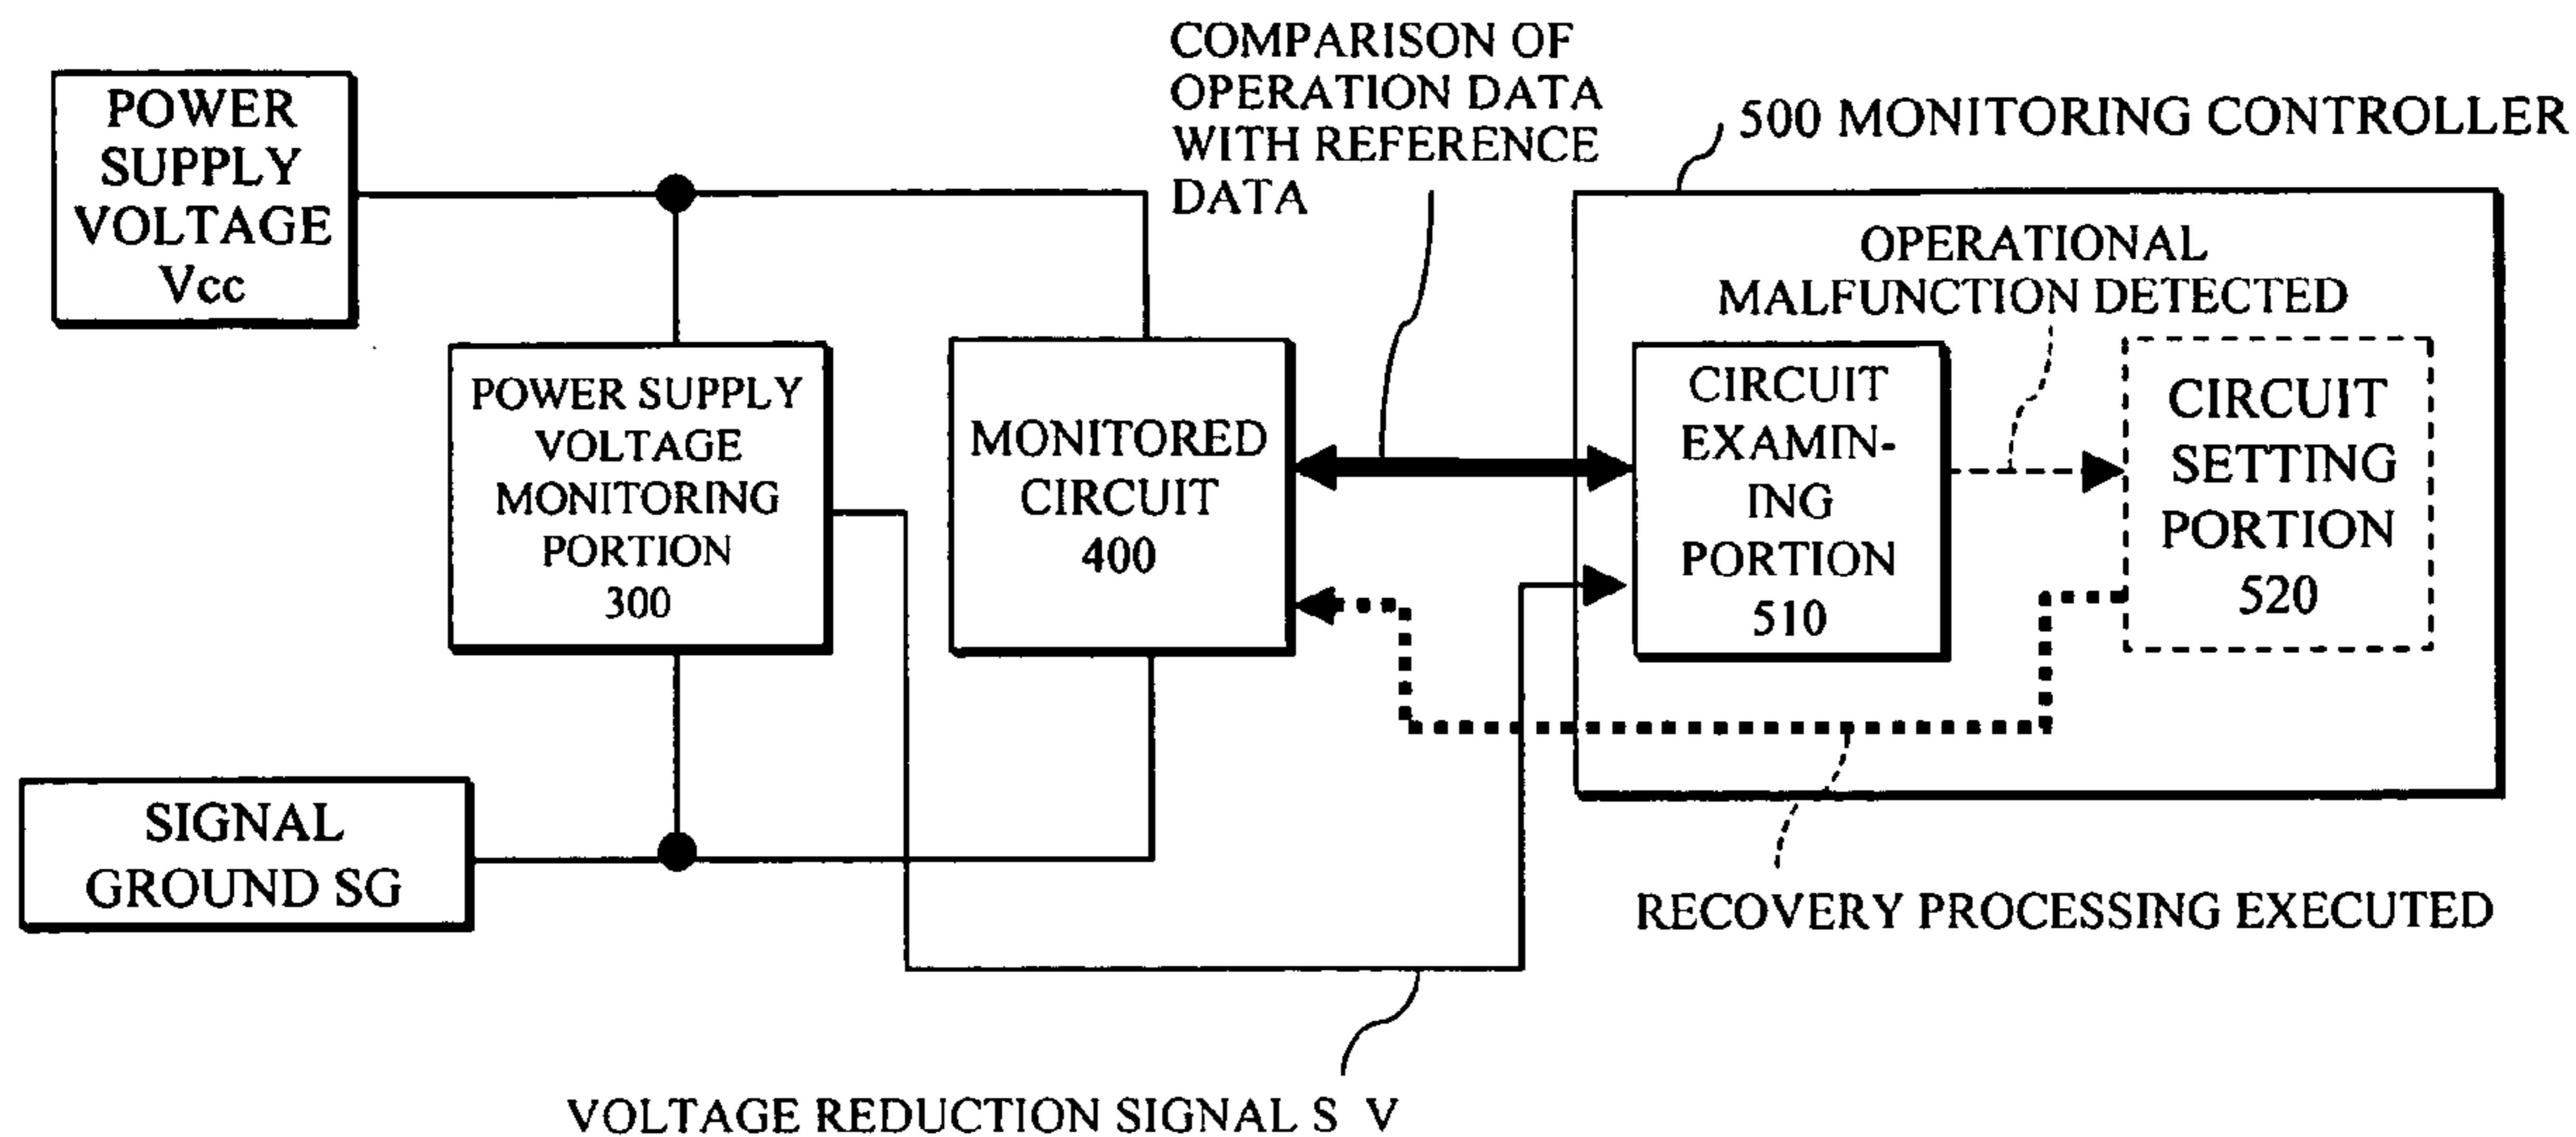 COMPARISON OF
OPERATION DATA
WITH REFERENCE
DATA
POWER
SUPPLY
VOLTAGE
Vcc
500 MONITORING CONTROLLER
OPERATIONAL
MALFUNCTION DETECTED
POWER SUPPLY
VOLTAGE
MONITORING
PORTION
300
MONITORED
CIRCUIT
400
CIRCUIT
EXAMIN-
ING
PORTION
510
CIRCUIT
SETTING
PORTION
520
SIGNAL
GROUND SG
RECOVERY PROCESSING EXECUTED
VOLTAGE REDUCTION SIGNAL S V